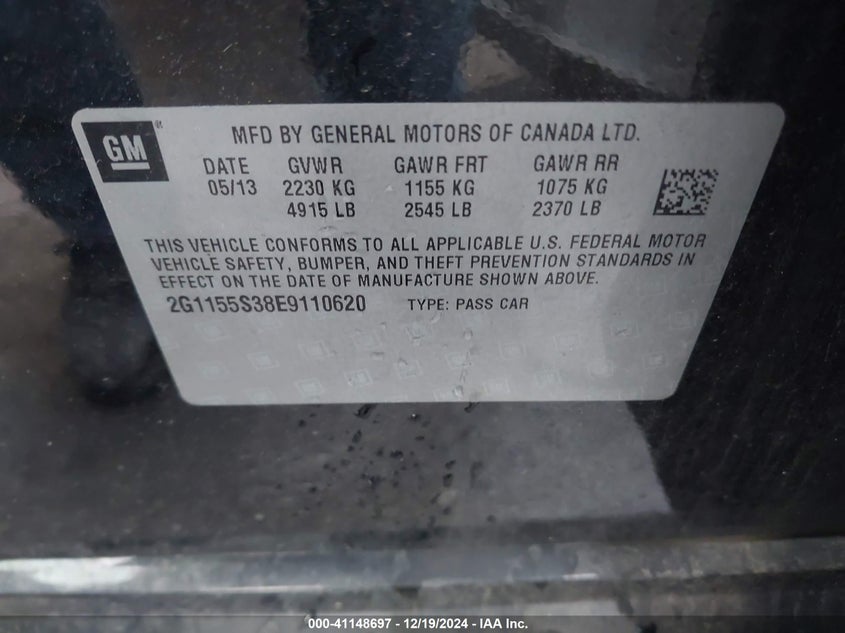 GM ®
MFD BY GENERAL MOTORS OF CANADA LTD.
DATE GVWR GAWR FRT GAWR RR
05/13 2230 KG 1155 KG 1075 KG
4915 LB 2545 LB 2370 LB
THIS VEHICLE CONFORMS TO ALL APPLICABLE U.S. FEDERAL MOTOR
VEHICLE SAFETY, BUMPER, AND THEFT PREVENTION STANDARDS IN
EFFECT ON THE DATE OF MANUFACTURE SHOWN ABOVE.
2G1155S38E9110620 TYPE: PASS CAR
000-41148697 - 12/19/2024 - IAA Inc.